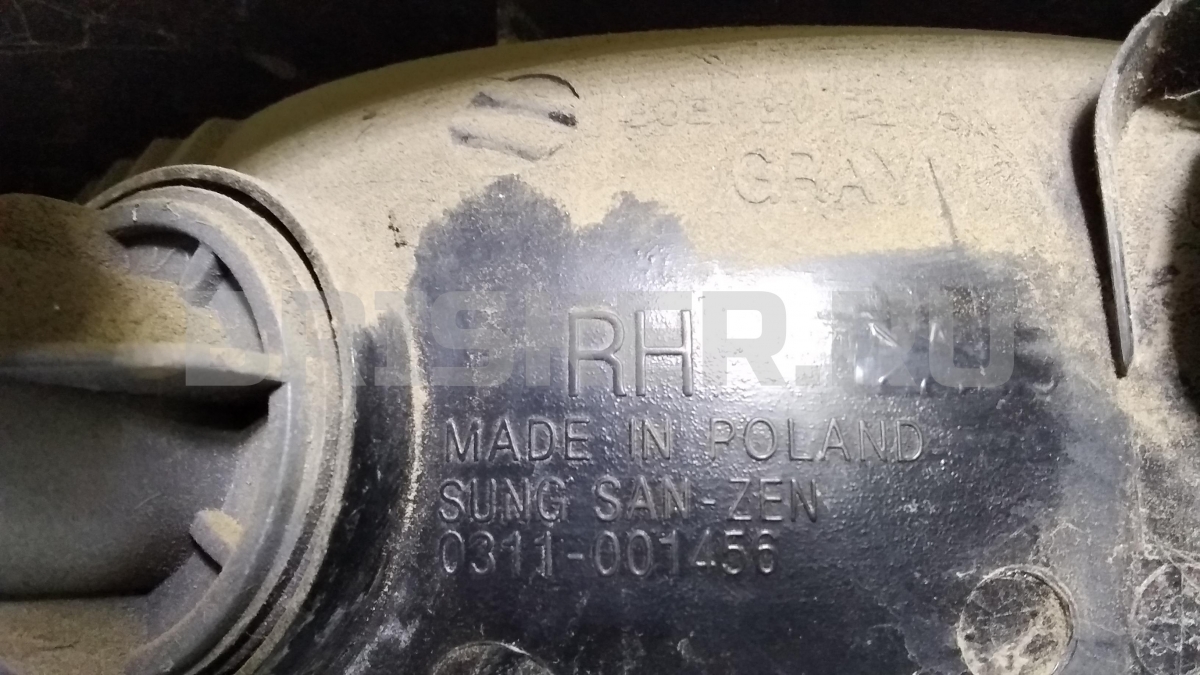 GRAY
RH
MADE IN POLAND
SUNG SAN-ZEN
0311-001456